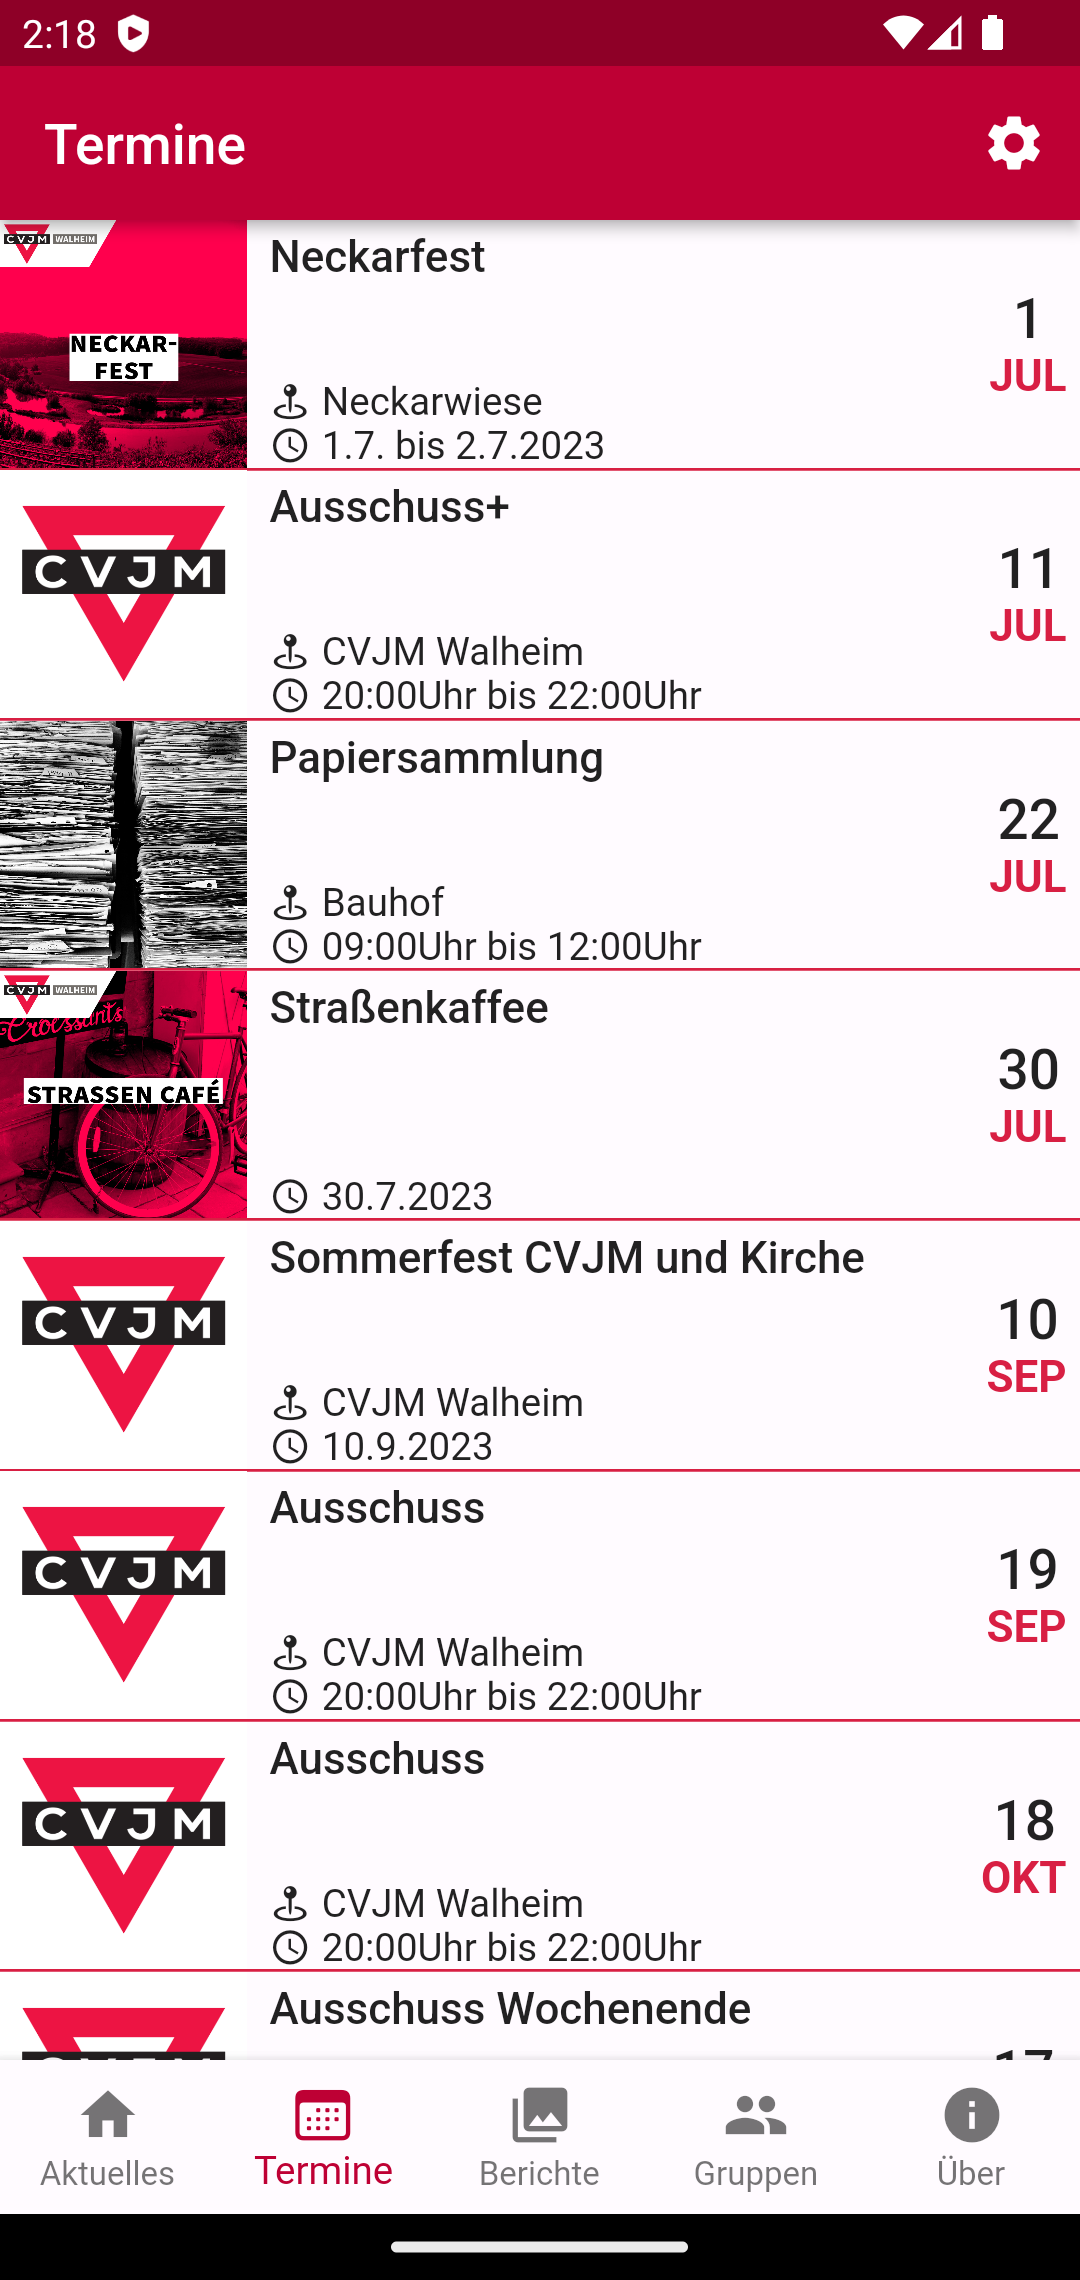 2:18
Termine
CVJM WALHEIM
NECKAR-
FEST
Neckarfest
Neckarwiese
1.7. bis 2.7.2023
1
JUL
CVJM
Ausschuss+
CVJM Walheim
20:00Uhr bis 22:00Uhr
11
JUL
Papiersammlung
Bauhof
09:00Uhr bis 12:00Uhr
22
JUL
CVJM WALHEIM
Croissants
STRASSEN CAFÉ
Straßenkaffee
30.7.2023
30
JUL
CVJM
Sommerfest CVJM und Kirche
CVJM Walheim
10.9.2023
10
SEP
CVJM
Ausschuss
CVJM Walheim
20:00Uhr bis 22:00Uhr
19
SEP
CVJM
Ausschuss
CVJM Walheim
20:00Uhr bis 22:00Uhr
18
OKT
Ausschuss Wochenende
17
Aktuelles
Termine
Berichte
Gruppen
Über